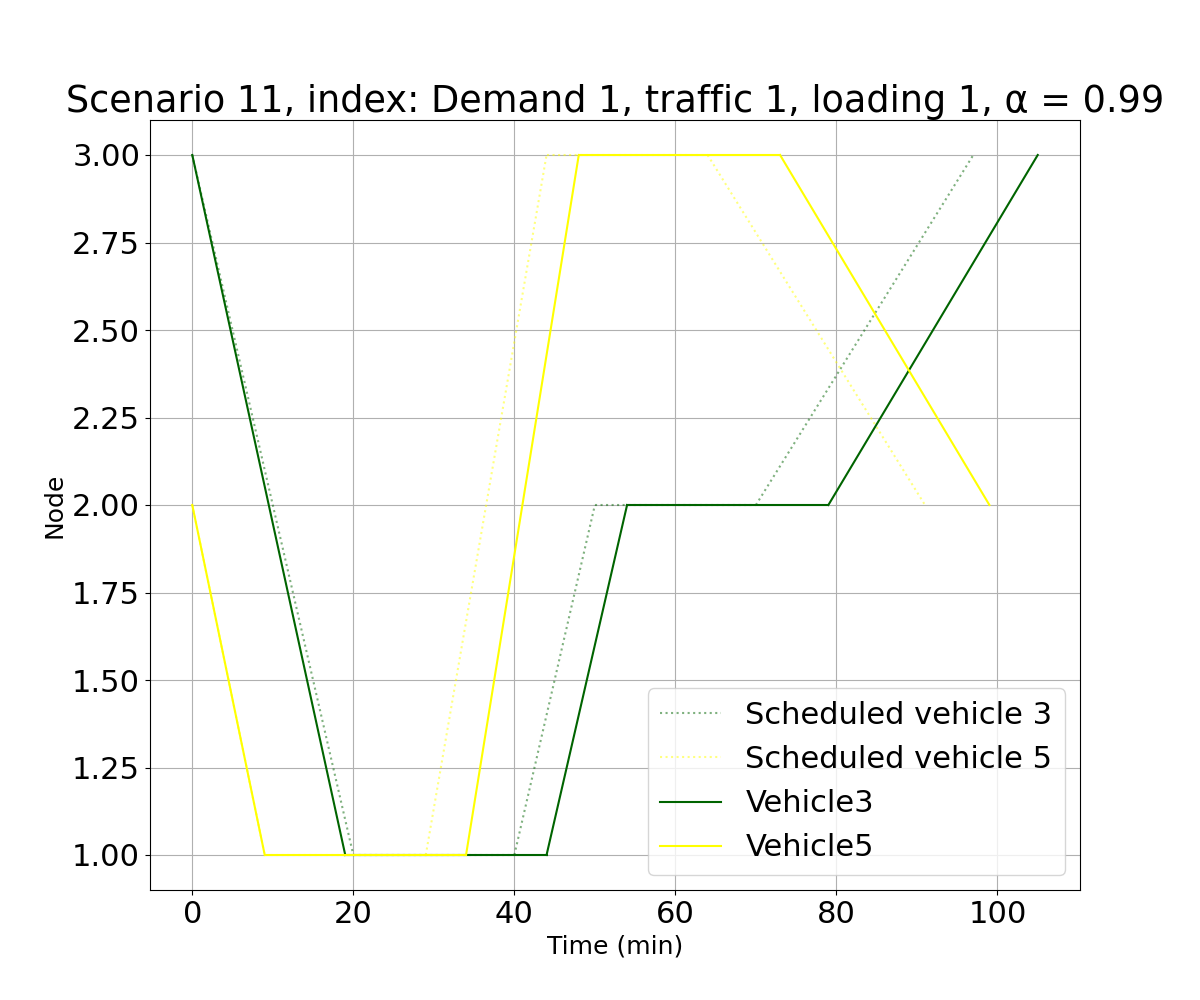 Scenario 11, index: Demand 1, traffic 1, loading 1, α = 0.99
3.00
2.75
2.50
2.25
2.00
1.75
1.50
1.25
1.00
Node
0 20 40 60 80 100
Time (min)
Scheduled vehicle 3
Scheduled vehicle 5
Vehicle3
Vehicle5